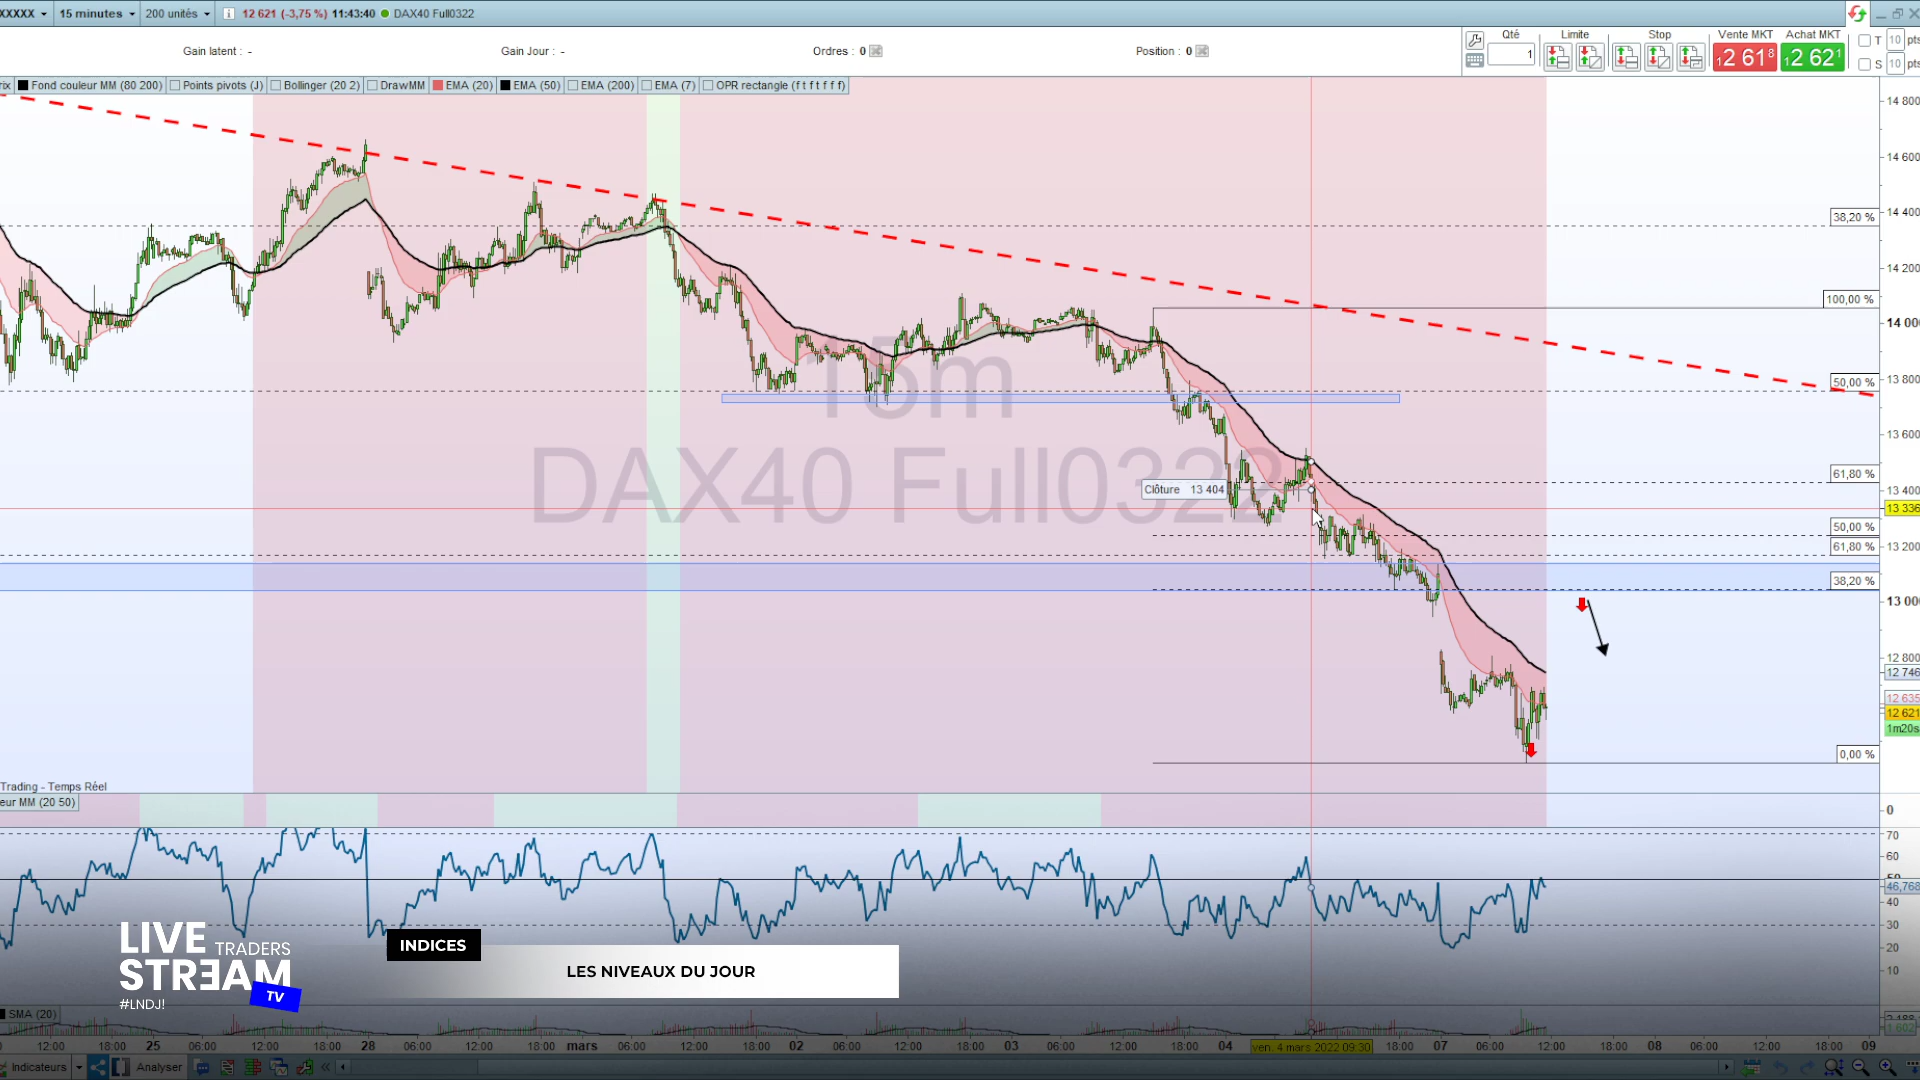 XXXXX 15 minutes 200 unités 12 621 (-3,75 %) 11:43:40 DAX40 Full0322
Gain latent : - Gain Jour : - Ordres : 0 Position : 0
Qté Limite Stop Vente MKT Achat MKT
1 12 618 12 621
T 10 pts
S 10 pts
rix Fond couleur MM (80 200) Points pivots (J) Bollinger (20 2) DrawMM EMA (20) EMA (50) EMA (200) EMA (7) OPR rectangle (f t f t f f f)
14 800
14 600
14 400
38,20 %
14 200
100,00 %
14 000
13 800
50,00 %
13 600
61,80 %
13 400
13 336
50,00 %
61,80 %
13 200
38,20 %
13 000
12 800
12 746
12 635
12 621
1m20s
0,00 %
15m
DAX40 Full0322
Clôture 13 404
Trading - Temps Réel
eur MM (20 50)
0
70
60
50
46,768
40
30
20
10
LIVE TRADERS
STREAM
TV
#LNDJ!
INDICES
LES NIVEAUX DU JOUR
SMA (20)
12:00 18:00 25 06:00 12:00 18:00 28 06:00 12:00 18:00 mars 06:00 12:00 18:00 02 06:00 12:00 18:00 03 06:00 12:00 18:00 04 ven. 4 mars 2022 09:30 18:00 07 06:00 12:00 18:00 08 06:00 12:00 18:00 09
Indicateurs Analyser